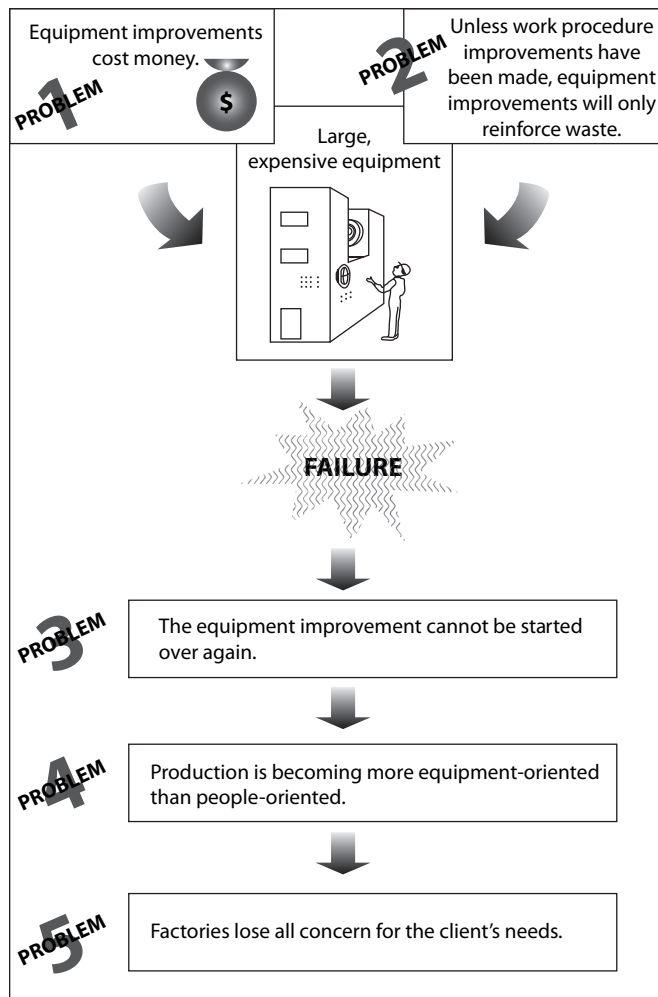 Equipment improvements
cost money.
PROBLEM 1
$
PROBLEM 2
Unless work procedure
improvements have
been made, equipment
improvements will only
reinforce waste.
Large,
expensive equipment
FAILURE
PROBLEM 3
The equipment improvement cannot be started
over again.
PROBLEM 4
Production is becoming more equipment-oriented
than people-oriented.
PROBLEM 5
Factories lose all concern for the client’s needs.